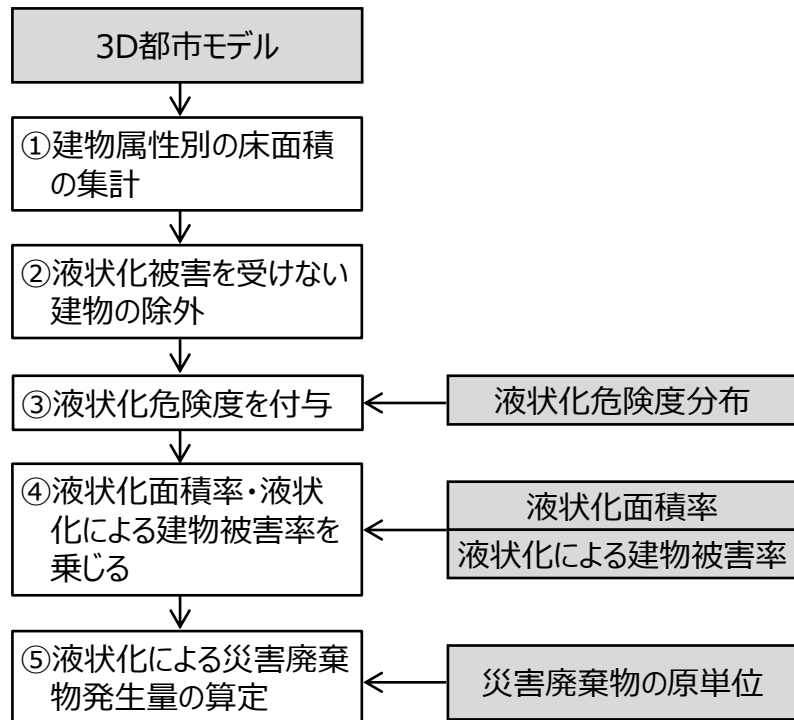 3D都市モデル
①建物属性別の床面積
の集計
②液状化被害を受けない
建物の除外
③液状化危険度を付与
液状化危険度分布
④液状化面積率・液状
化による建物被害率を
乗じる
液状化面積率
液状化による建物被害率
⑤液状化による災害廃棄
物発生量の算定
災害廃棄物の原単位